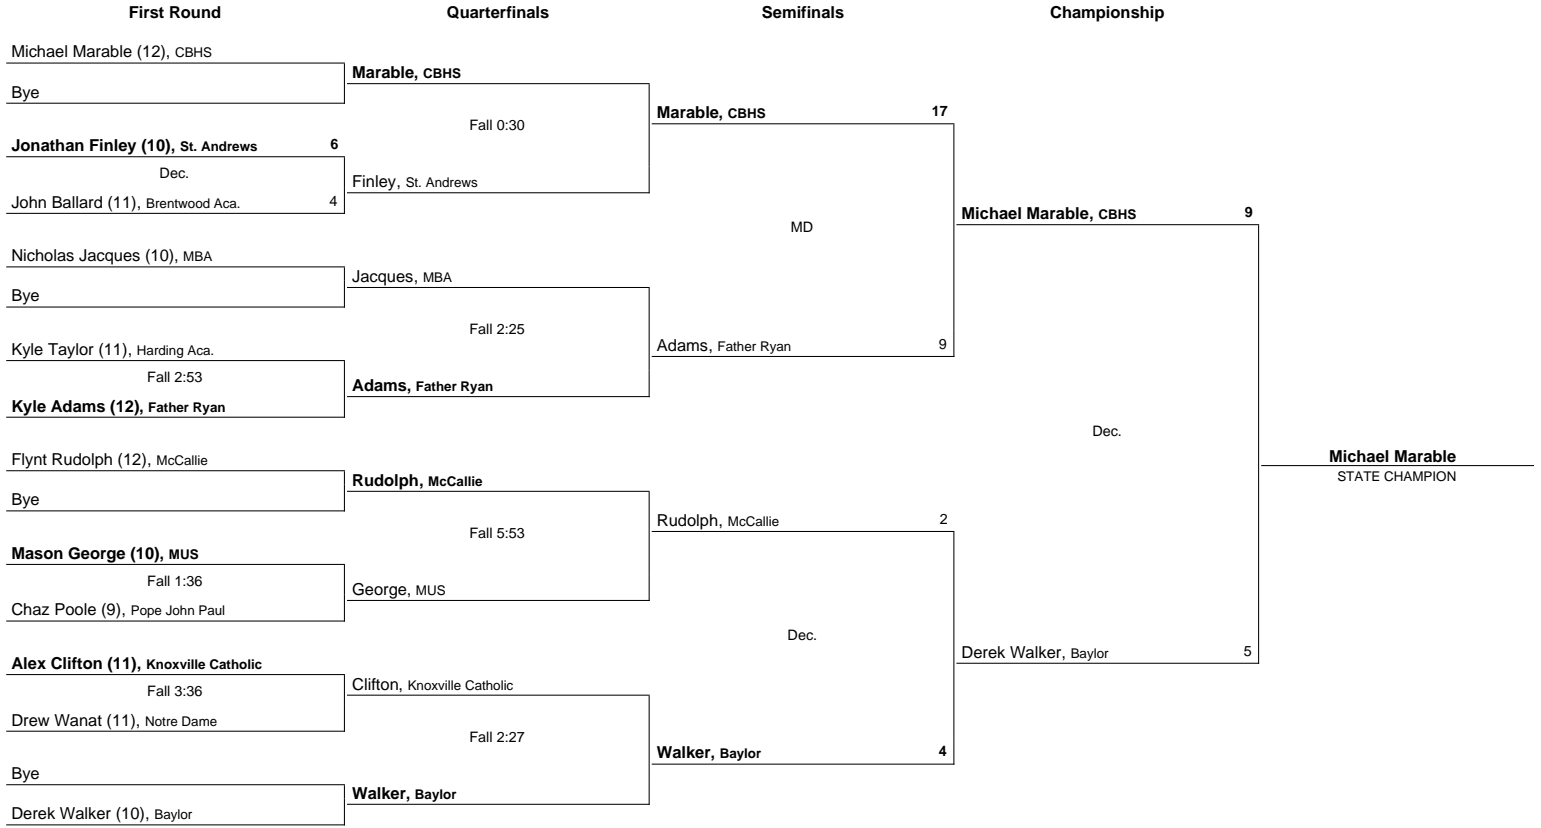 First Round
Quarterfinals
Semifinals
Championship
Michael Marable (12), CBHS
Bye
Jonathan Finley (10), St. Andrews 6
Dec.
John Ballard (11), Brentwood Aca. 4
Nicholas Jacques (10), MBA
Bye
Kyle Taylor (11), Harding Aca.
Fall 2:53
Kyle Adams (12), Father Ryan
Flynt Rudolph (12), McCallie
Bye
Mason George (10), MUS
Fall 1:36
Chaz Poole (9), Pope John Paul
Alex Clifton (11), Knoxville Catholic
Fall 3:36
Drew Wanat (11), Notre Dame
Bye
Derek Walker (10), Baylor
Marable, CBHS
Fall 0:30
Finley, St. Andrews
Jacques, MBA
Fall 2:25
Adams, Father Ryan
Rudolph, McCallie
Fall 5:53
George, MUS
Clifton, Knoxville Catholic
Fall 2:27
Walker, Baylor
Marable, CBHS 17
MD
Adams, Father Ryan 9
Rudolph, McCallie 2
Dec.
Walker, Baylor 4
Michael Marable, CBHS 9
Dec.
Derek Walker, Baylor 5
Michael Marable
STATE CHAMPION